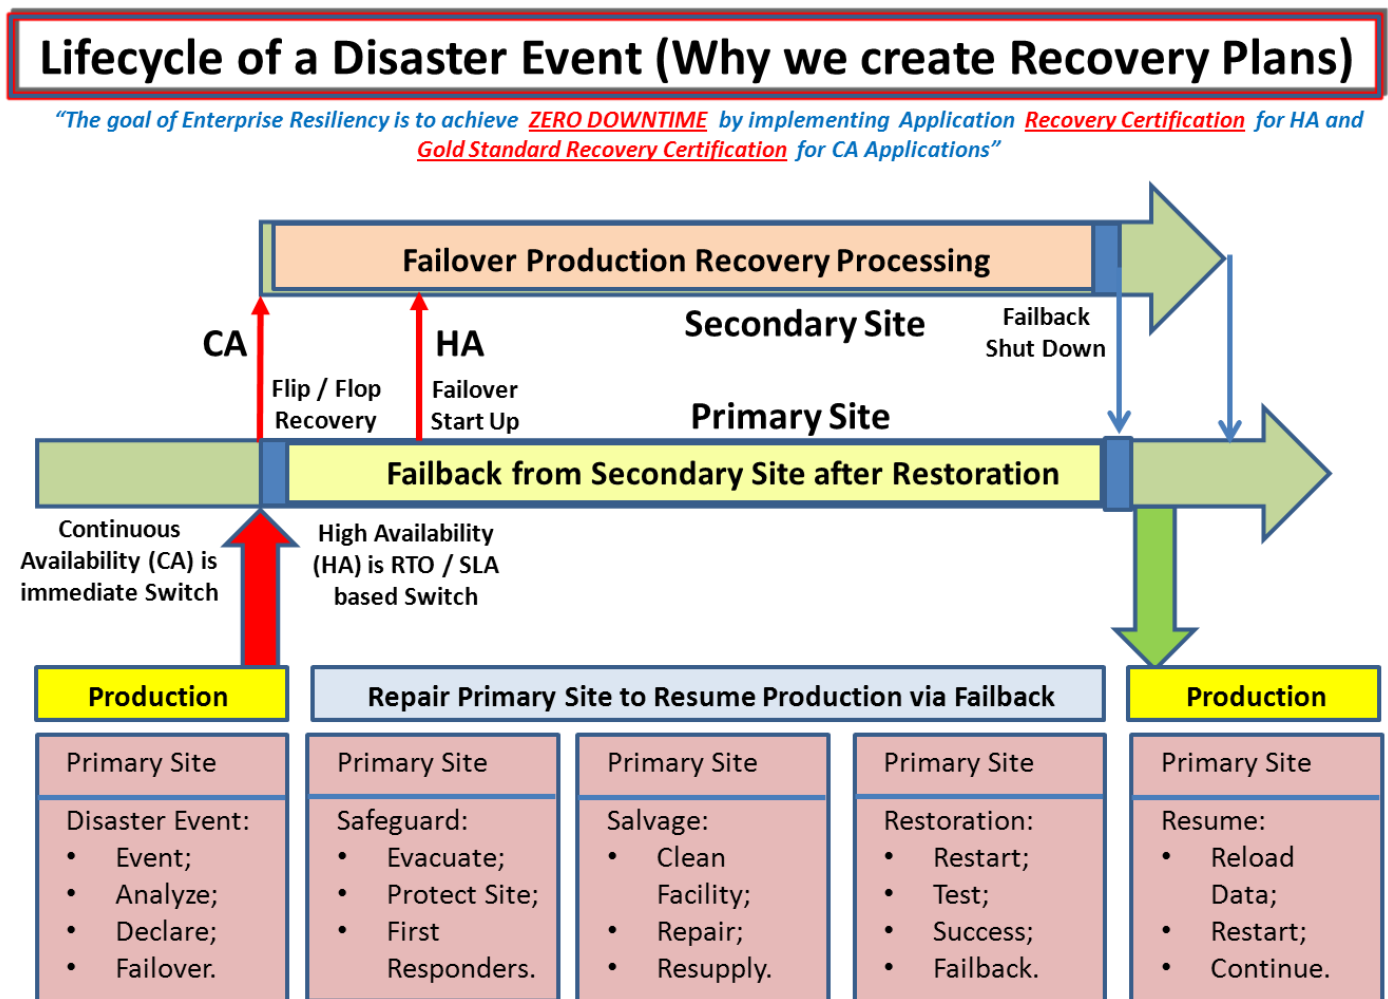 Lifecycle of a Disaster Event (Why we create Recovery Plans)
“The goal of Enterprise Resiliency is to achieve ZERO DOWNTIME by implementing Application Recovery Certification for HA and
Gold Standard Recovery Certification for CA Applications”
Failover Production Recovery Processing
CA
HA
Secondary Site
Failback
Shut Down
Flip / Flop
Recovery
Failover
Start Up
Primary Site
Failback from Secondary Site after Restoration
Continuous
Availability (CA) is
immediate Switch
High Availability
(HA) is RTO / SLA
based Switch
Production
Repair Primary Site to Resume Production via Failback
Production
Primary Site
Disaster Event:
• Event;
• Analyze;
• Declare;
• Failover.
Primary Site
Safeguard:
• Evacuate;
• Protect Site;
• First
Responders.
Primary Site
Salvage:
• Clean
Facility;
• Repair;
• Resupply.
Primary Site
Restoration:
• Restart;
• Test;
• Success;
• Failback.
Primary Site
Resume:
• Reload
Data;
• Restart;
• Continue.